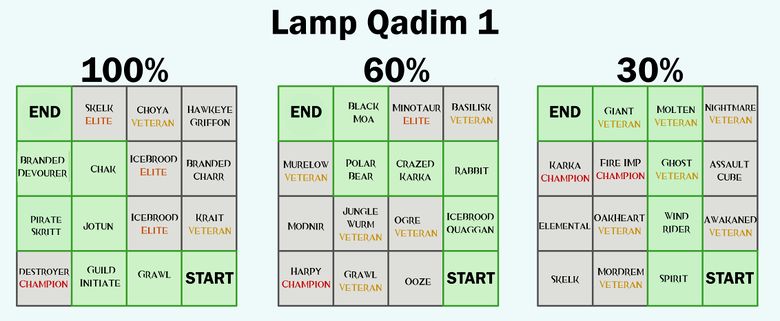 Lamp Qadim 1
100%
END
SKELK
ELITE
CHOYA
VETERAN
HAWKEYE
GRIFFON
BRANDED
DEVOURER
CHAK
ICEBROOD
ELITE
BRANDED
CHARR
PIRATE
SKRITT
JOTUN
ICEBROOD
ELITE
KRAIT
VETERAN
DESTROYER
CHAMPION
GUILD
INITIATE
GRAWL
START
60%
END
BLACK
MOA
MINOTAUR
ELITE
BASILISK
VETERAN
MURELOW
VETERAN
POLAR
BEAR
CRAZED
KARKA
RABBIT
MODNIR
JUNGLE
WURM
VETERAN
OGRE
VETERAN
ICEBROOD
QUAGGAN
HARPY
CHAMPION
GRAWL
VETERAN
OOZE
START
30%
END
GIANT
VETERAN
MOLTEN
VETERAN
NIGHTMARE
VETERAN
KARKA
CHAMPION
FIRE IMP
CHAMPION
GHOST
VETERAN
ASSAULT
CUBE
ELEMENTAL
OAKHEART
VETERAN
WIND
RIDER
AWAKANED
VETERAN
SKELK
MORDREM
VETERAN
SPIRIT
START